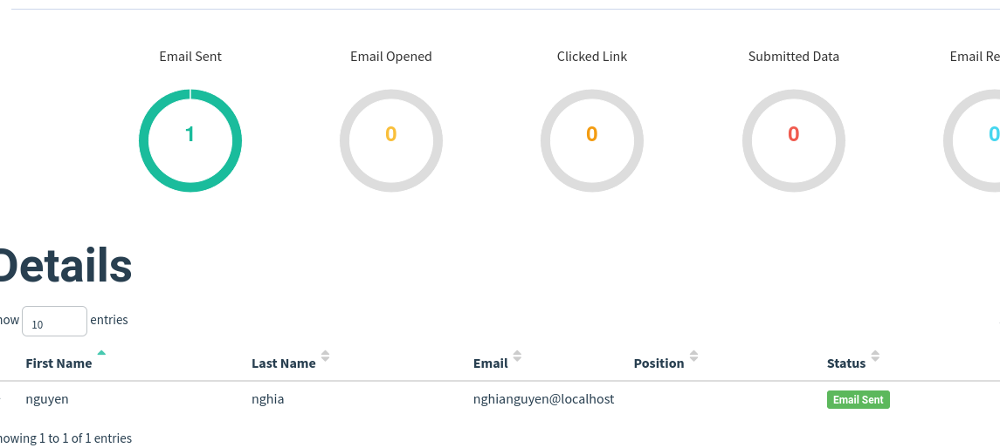 Email Sent Email Opened Clicked Link Submitted Data Email Re
1 0 0 0 0
Details
how 10 entries
First Name Last Name Email Position Status
nguyen nghia nghianguyen@localhost Email Sent
howing 1 to 1 of 1 entries